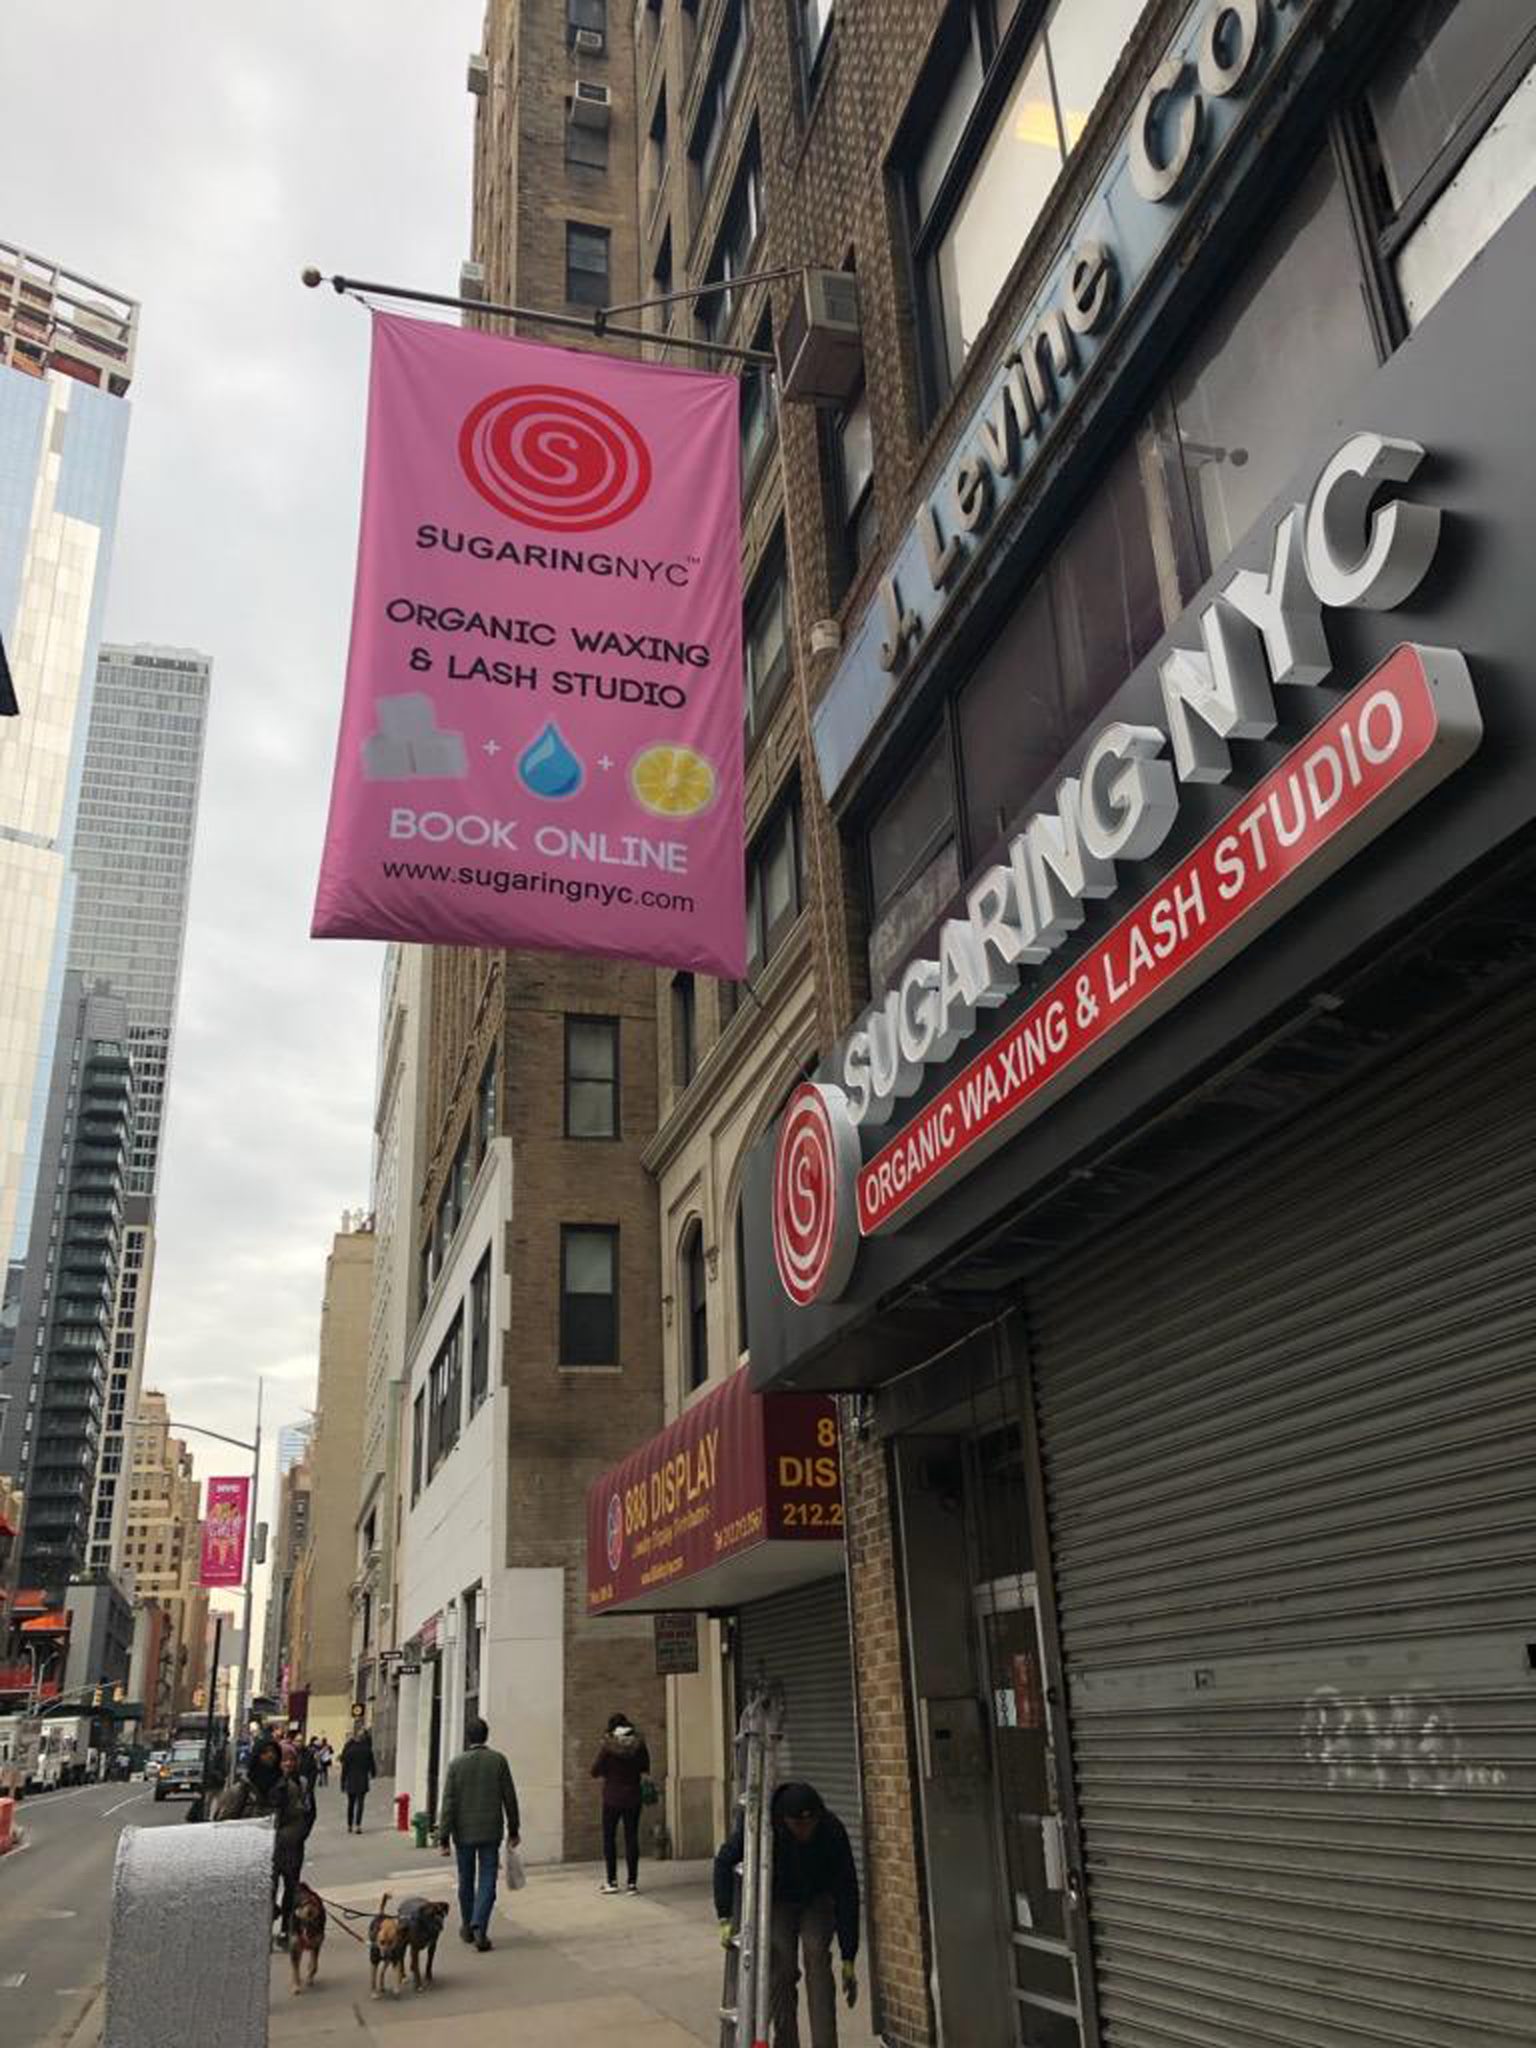 S
SUGARINGNYC™
ORGANIC WAXING
& LASH STUDIO
+ +
BOOK ONLINE
www.sugaringnyc.com
J. Levine Co.
SUGARING NYC
S
ORGANIC WAXING & LASH STUDIO
888 DISPLAY
8
DIS
212.2